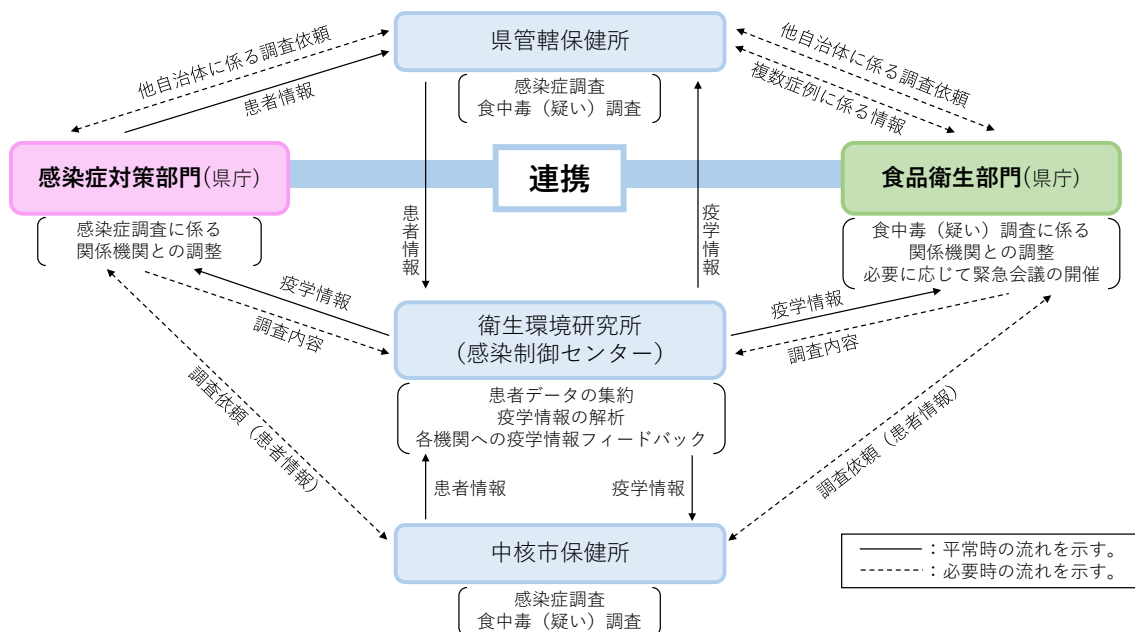 県管轄保健所
感染症調査
食中毒（疑い）調査
他自治体に係る調査依頼
患者情報
他自治体に係る調査依頼
複数症例に係る情報
感染症対策部門(県庁)
連携
食品衛生部門(県庁)
感染症調査に係る
関係機関との調整
患者情報
疫学情報
食中毒（疑い）調査に係る
関係機関との調整
必要に応じて緊急会議の開催
疫学情報
調査内容
衛生環境研究所
(感染制御センター)
疫学情報
調査内容
患者データの集約
疫学情報の解析
各機関への疫学情報フィードバック
調査依頼（患者情報）
調査依頼（患者情報）
患者情報
疫学情報
中核市保健所
感染症調査
食中毒（疑い）調査
：平常時の流れを示す。
：必要時の流れを示す。